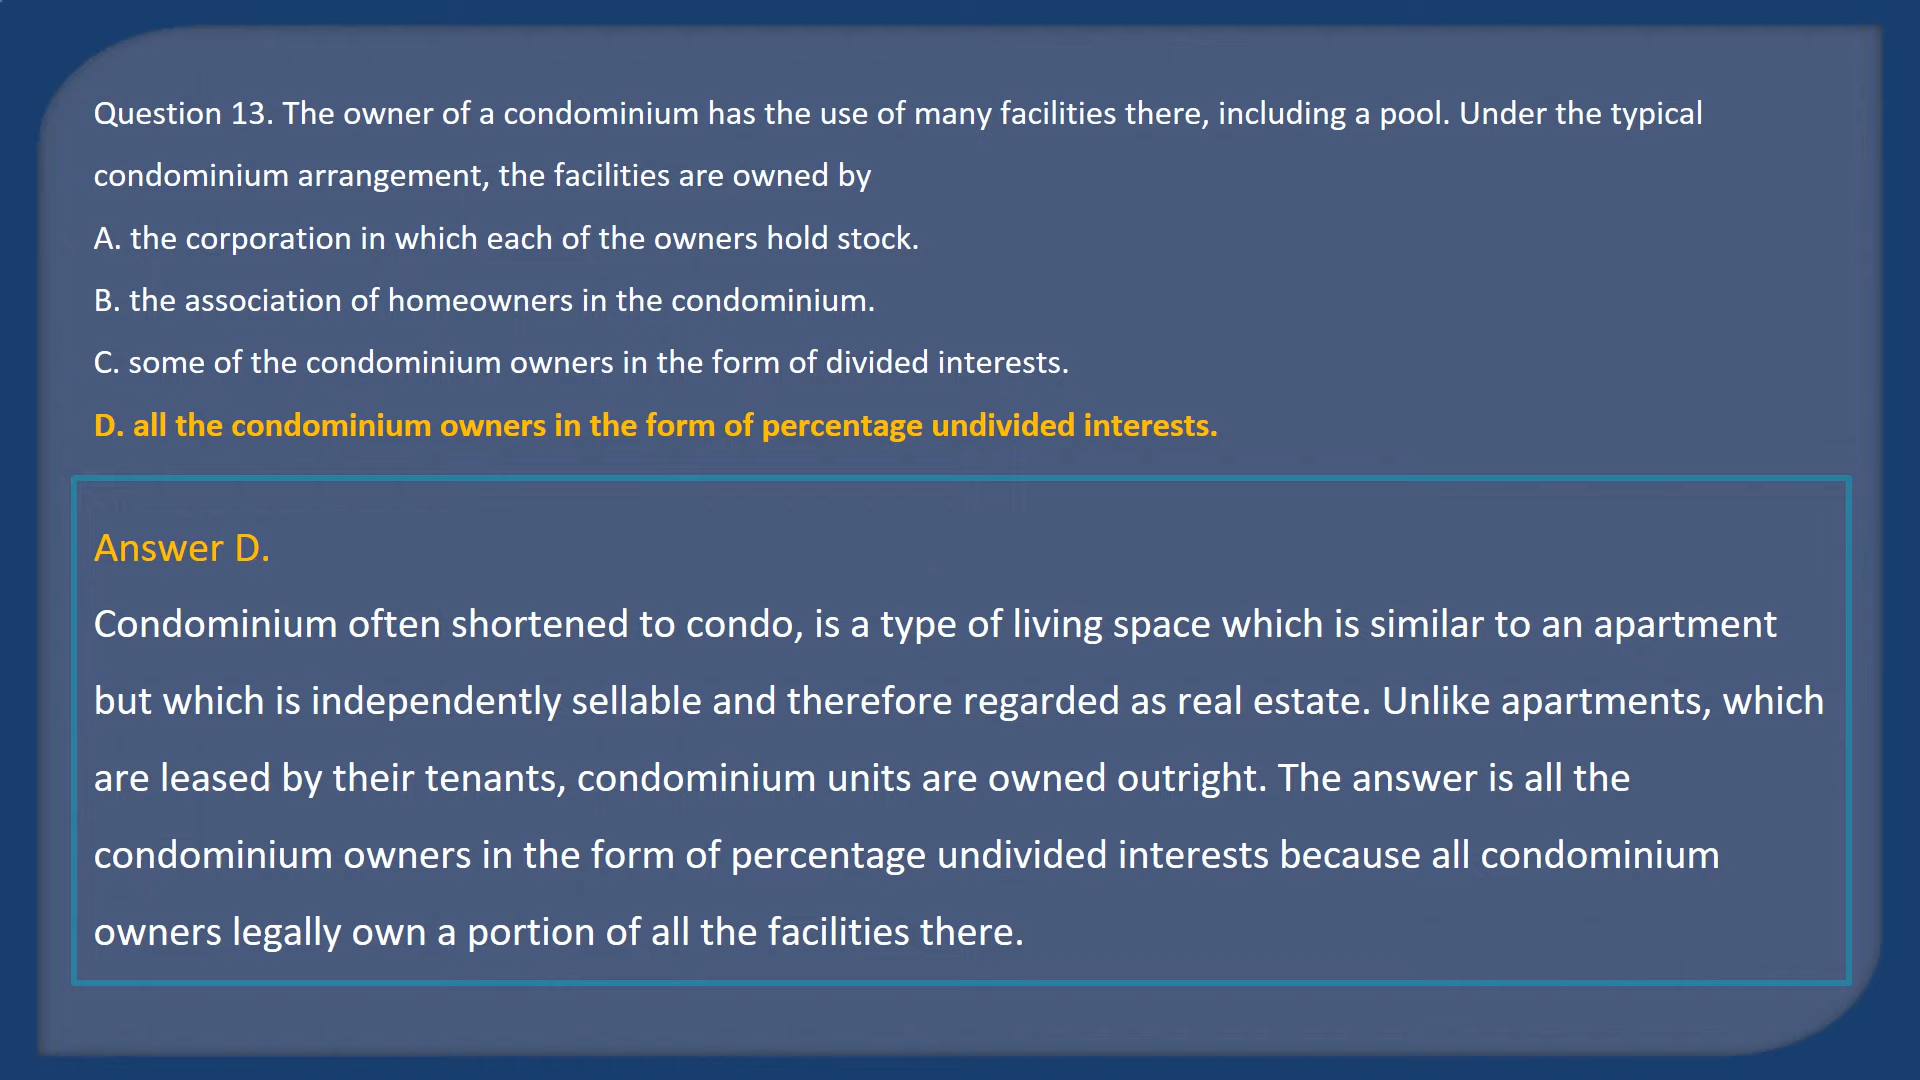 Question 13. The owner of a condominium has the use of many facilities there, including a pool. Under the typical
condominium arrangement, the facilities are owned by
A. the corporation in which each of the owners hold stock.
B. the association of homeowners in the condominium.
C. some of the condominium owners in the form of divided interests.
D. all the condominium owners in the form of percentage undivided interests.
Answer D.
Condominium often shortened to condo, is a type of living space which is similar to an apartment
but which is independently sellable and therefore regarded as real estate. Unlike apartments, which
are leased by their tenants, condominium units are owned outright. The answer is all the
condominium owners in the form of percentage undivided interests because all condominium
owners legally own a portion of all the facilities there.